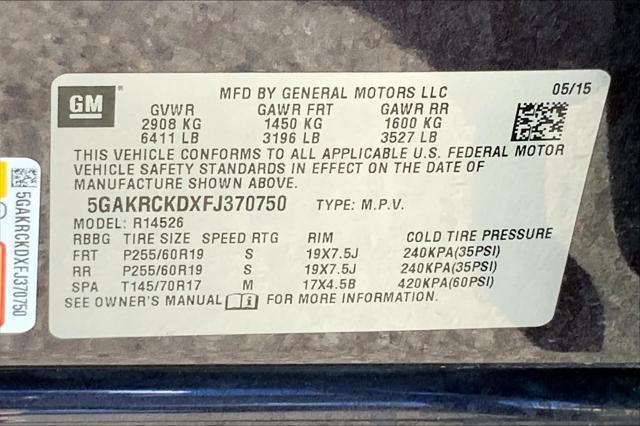 GM
®
MFD BY GENERAL MOTORS LLC
05/15
GVWR GAWR FRT GAWR RR
2908 KG 1450 KG 1600 KG
6411 LB 3196 LB 3527 LB
THIS VEHICLE CONFORMS TO ALL APPLICABLE U.S. FEDERAL MOTOR
VEHICLE SAFETY STANDARDS IN EFFECT ON THE DATE OF
MANUFACTURE SHOWN ABOVE.
5GAKRCKDXFJ370750 TYPE: M.P.V.
MODEL: R14526
RBBG TIRE SIZE SPEED RTG RIM COLD TIRE PRESSURE
FRT P255/60R19 S 19X7.5J 240KPA(35PSI)
RR P255/60R19 S 19X7.5J 240KPA(35PSI)
SPA T145/70R17 M 17X4.5B 420KPA(60PSI)
SEE OWNER'S MANUAL FOR MORE INFORMATION.
5GAKRCKDXFJ370750